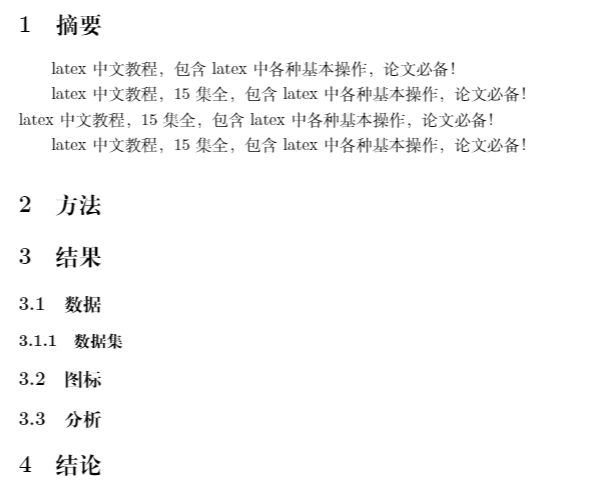 1 摘要
latex 中文教程，包含 latex 中各种基本操作，论文必备！
latex 中文教程，15 集全，包含 latex 中各种基本操作，论文必备！
latex 中文教程，15 集全，包含 latex 中各种基本操作，论文必备！
latex 中文教程，15 集全，包含 latex 中各种基本操作，论文必备！
2 方法
3 结果
3.1 数据
3.1.1 数据集
3.2 图标
3.3 分析
4 结论